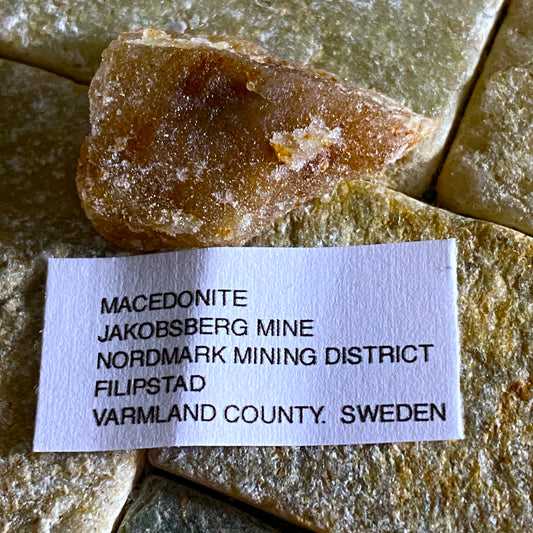 MACEDONITE
JAKOBSBERG MINE
NORDMARK MINING DISTRICT
FILIPSTAD
VARMLAND COUNTY. SWEDEN